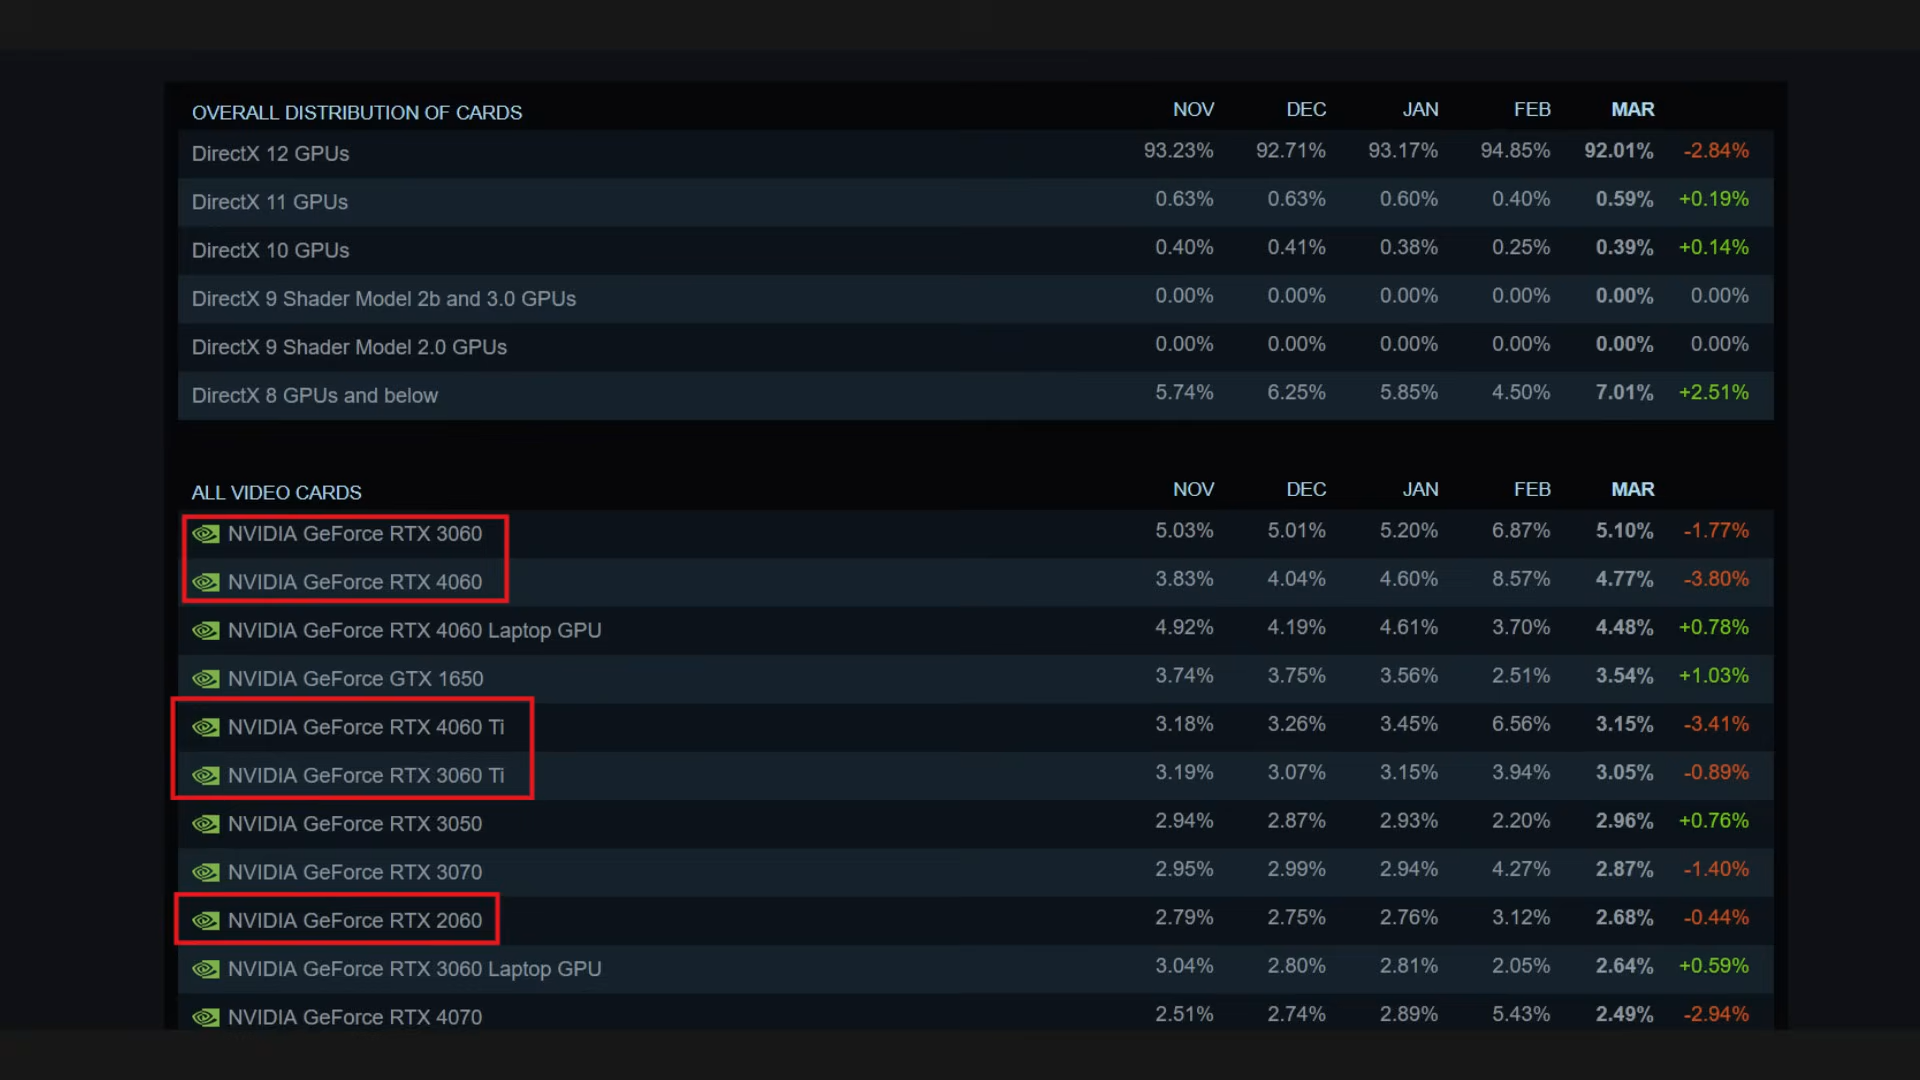 OVERALL DISTRIBUTION OF CARDS NOV DEC JAN FEB MAR
DirectX 12 GPUs 93.23% 92.71% 93.17% 94.85% 92.01% -2.84%
DirectX 11 GPUs 0.63% 0.63% 0.60% 0.40% 0.59% +0.19%
DirectX 10 GPUs 0.40% 0.41% 0.38% 0.25% 0.39% +0.14%
DirectX 9 Shader Model 2b and 3.0 GPUs 0.00% 0.00% 0.00% 0.00% 0.00% 0.00%
DirectX 9 Shader Model 2.0 GPUs 0.00% 0.00% 0.00% 0.00% 0.00% 0.00%
DirectX 8 GPUs and below 5.74% 6.25% 5.85% 4.50% 7.01% +2.51%
ALL VIDEO CARDS NOV DEC JAN FEB MAR
NVIDIA GeForce RTX 3060 5.03% 5.01% 5.20% 6.87% 5.10% -1.77%
NVIDIA GeForce RTX 4060 3.83% 4.04% 4.60% 8.57% 4.77% -3.80%
NVIDIA GeForce RTX 4060 Laptop GPU 4.92% 4.19% 4.61% 3.70% 4.48% +0.78%
NVIDIA GeForce GTX 1650 3.74% 3.75% 3.56% 2.51% 3.54% +1.03%
NVIDIA GeForce RTX 4060 Ti 3.18% 3.26% 3.45% 6.56% 3.15% -3.41%
NVIDIA GeForce RTX 3060 Ti 3.19% 3.07% 3.15% 3.94% 3.05% -0.89%
NVIDIA GeForce RTX 3050 2.94% 2.87% 2.93% 2.20% 2.96% +0.76%
NVIDIA GeForce RTX 3070 2.95% 2.99% 2.94% 4.27% 2.87% -1.40%
NVIDIA GeForce RTX 2060 2.79% 2.75% 2.76% 3.12% 2.68% -0.44%
NVIDIA GeForce RTX 3060 Laptop GPU 3.04% 2.80% 2.81% 2.05% 2.64% +0.59%
NVIDIA GeForce RTX 4070 2.51% 2.74% 2.89% 5.43% 2.49% -2.94%